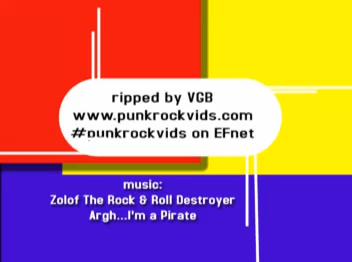 ripped by VGB
www.punkrockvids.com
#punkrockvids on EFnet
music:
Zolof The Rock & Roll Destroyer
Argh...I'm a Pirate